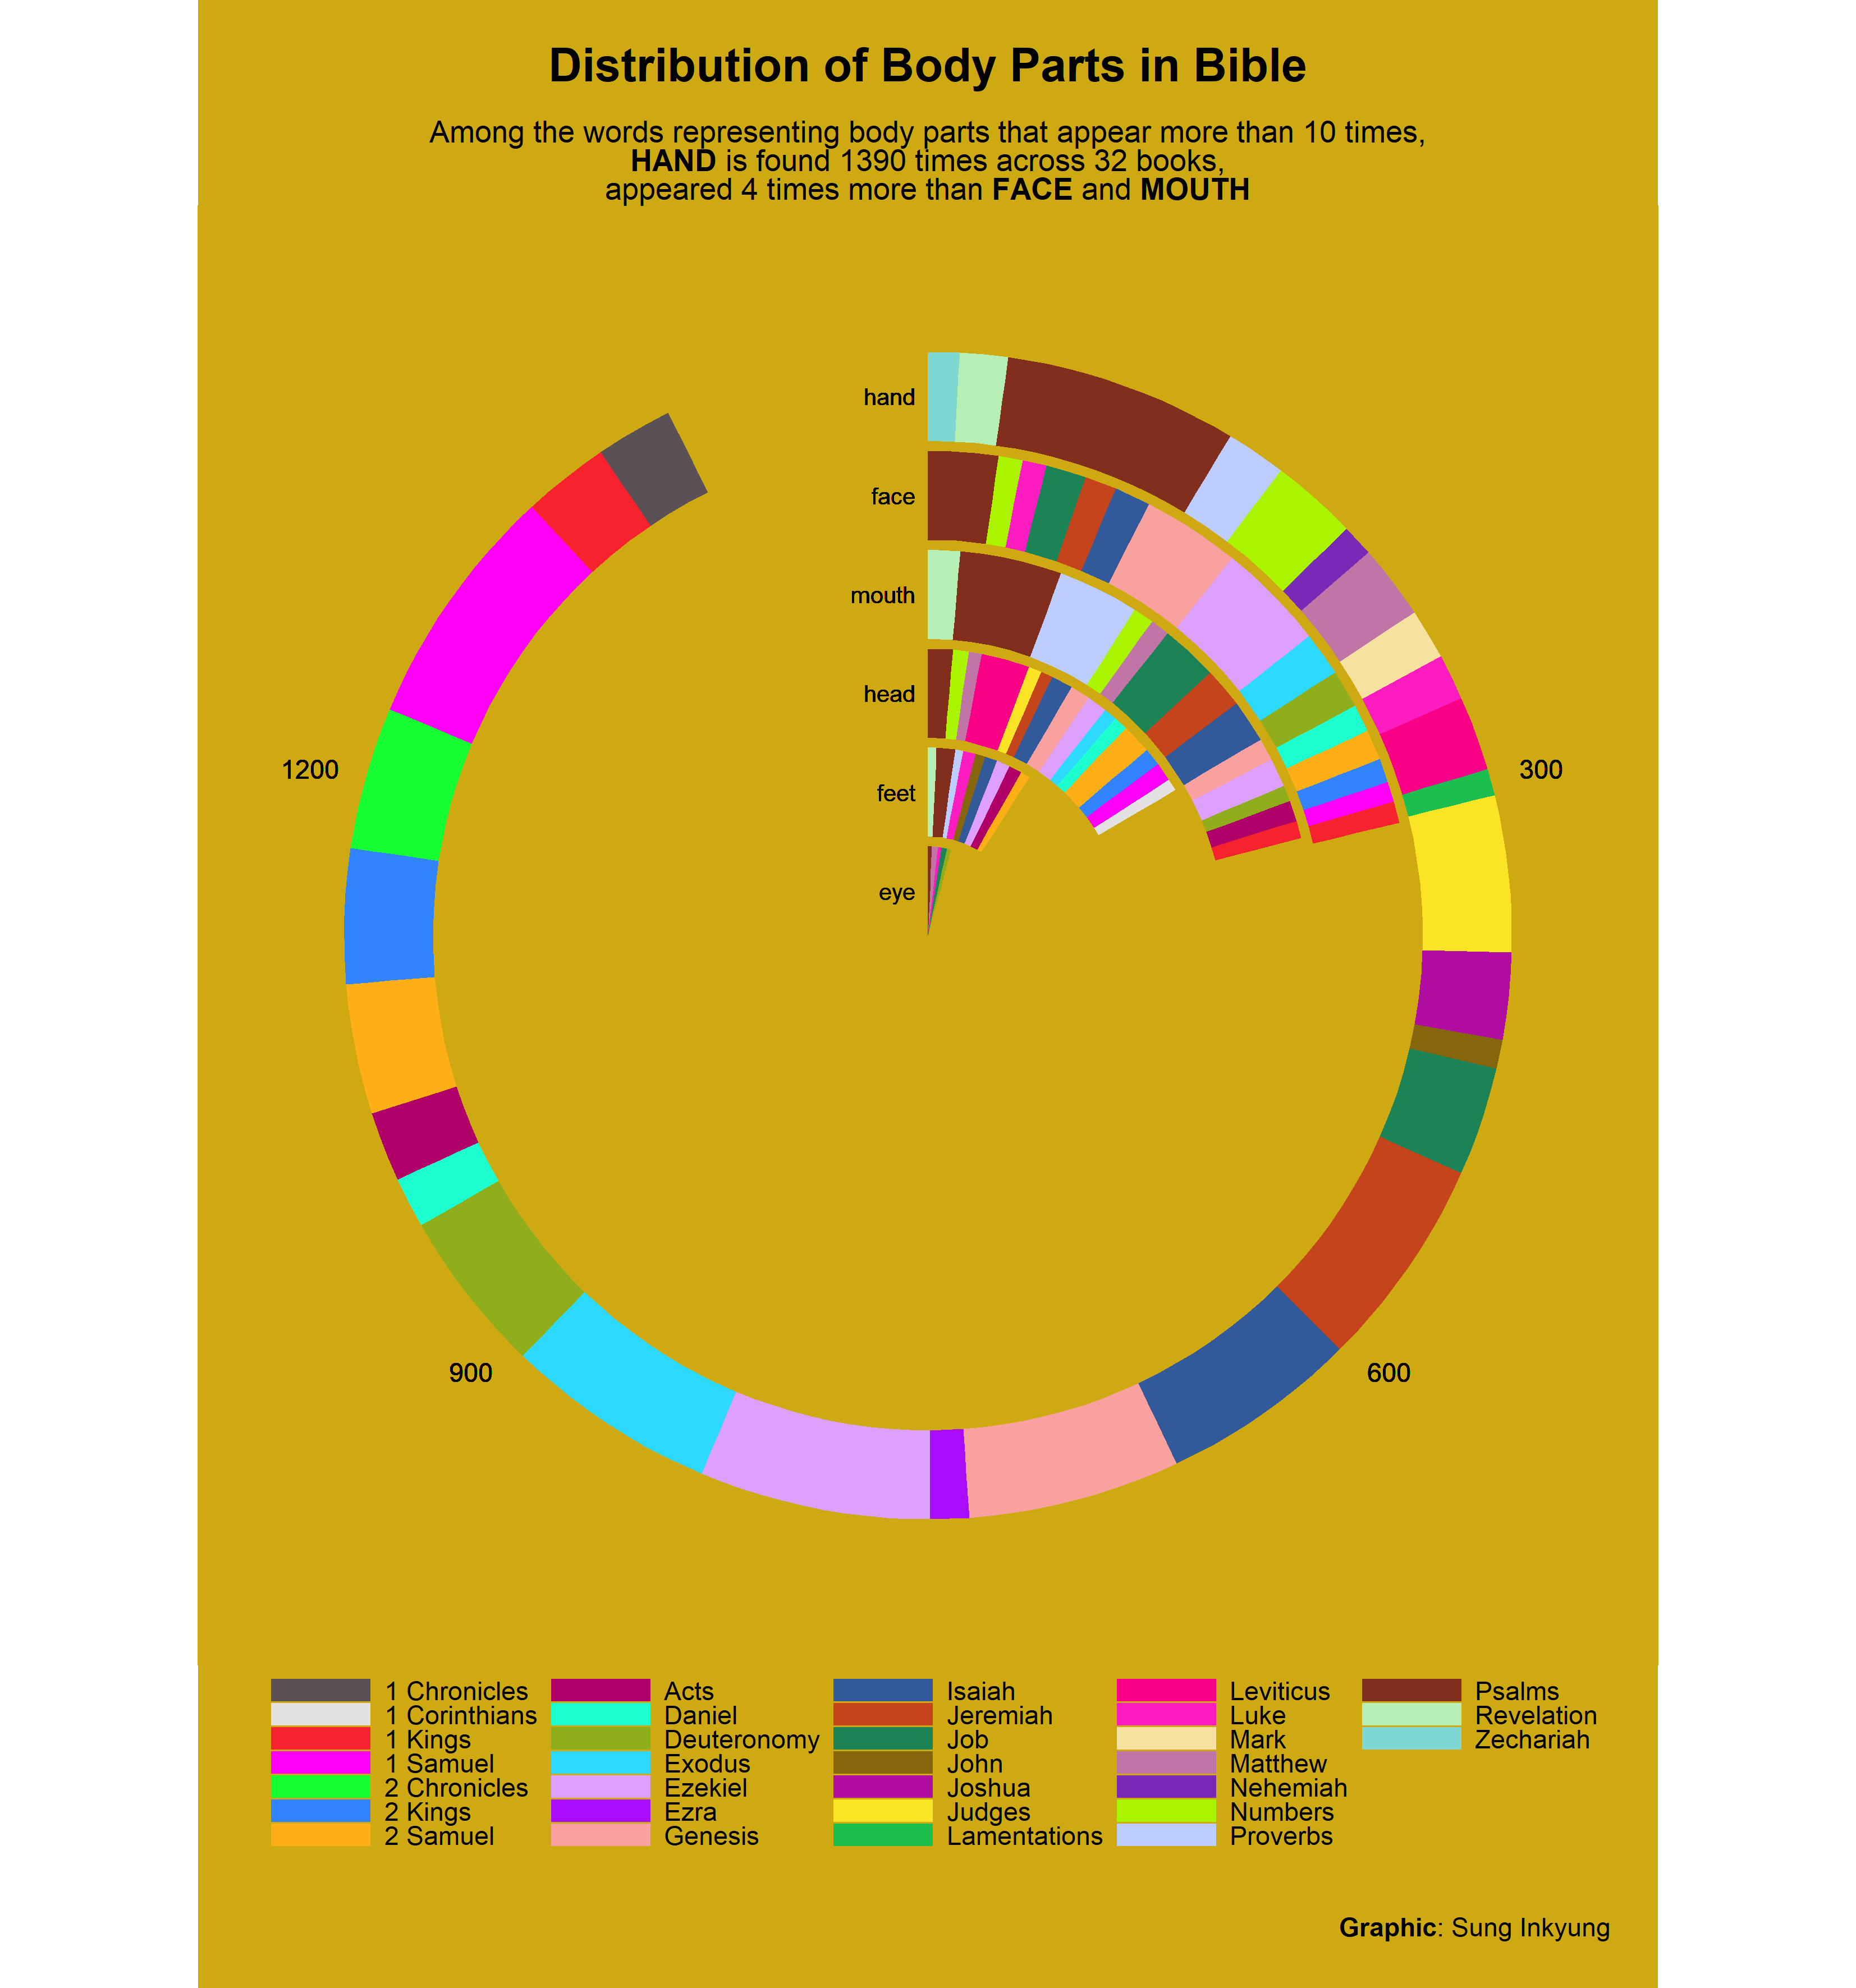 Distribution of Body Parts in Bible
Among the words representing body parts that appear more than 10 times,
HAND is found 1390 times across 32 books,
appeared 4 times more than FACE and MOUTH
hand
face
mouth
head
feet
eye
300
600
900
1200
1 Chronicles
1 Corinthians
1 Kings
1 Samuel
2 Chronicles
2 Kings
2 Samuel
Acts
Daniel
Deuteronomy
Exodus
Ezekiel
Ezra
Genesis
Isaiah
Jeremiah
Job
John
Joshua
Judges
Lamentations
Leviticus
Luke
Mark
Matthew
Nehemiah
Numbers
Proverbs
Psalms
Revelation
Zechariah
Graphic: Sung Inkyung